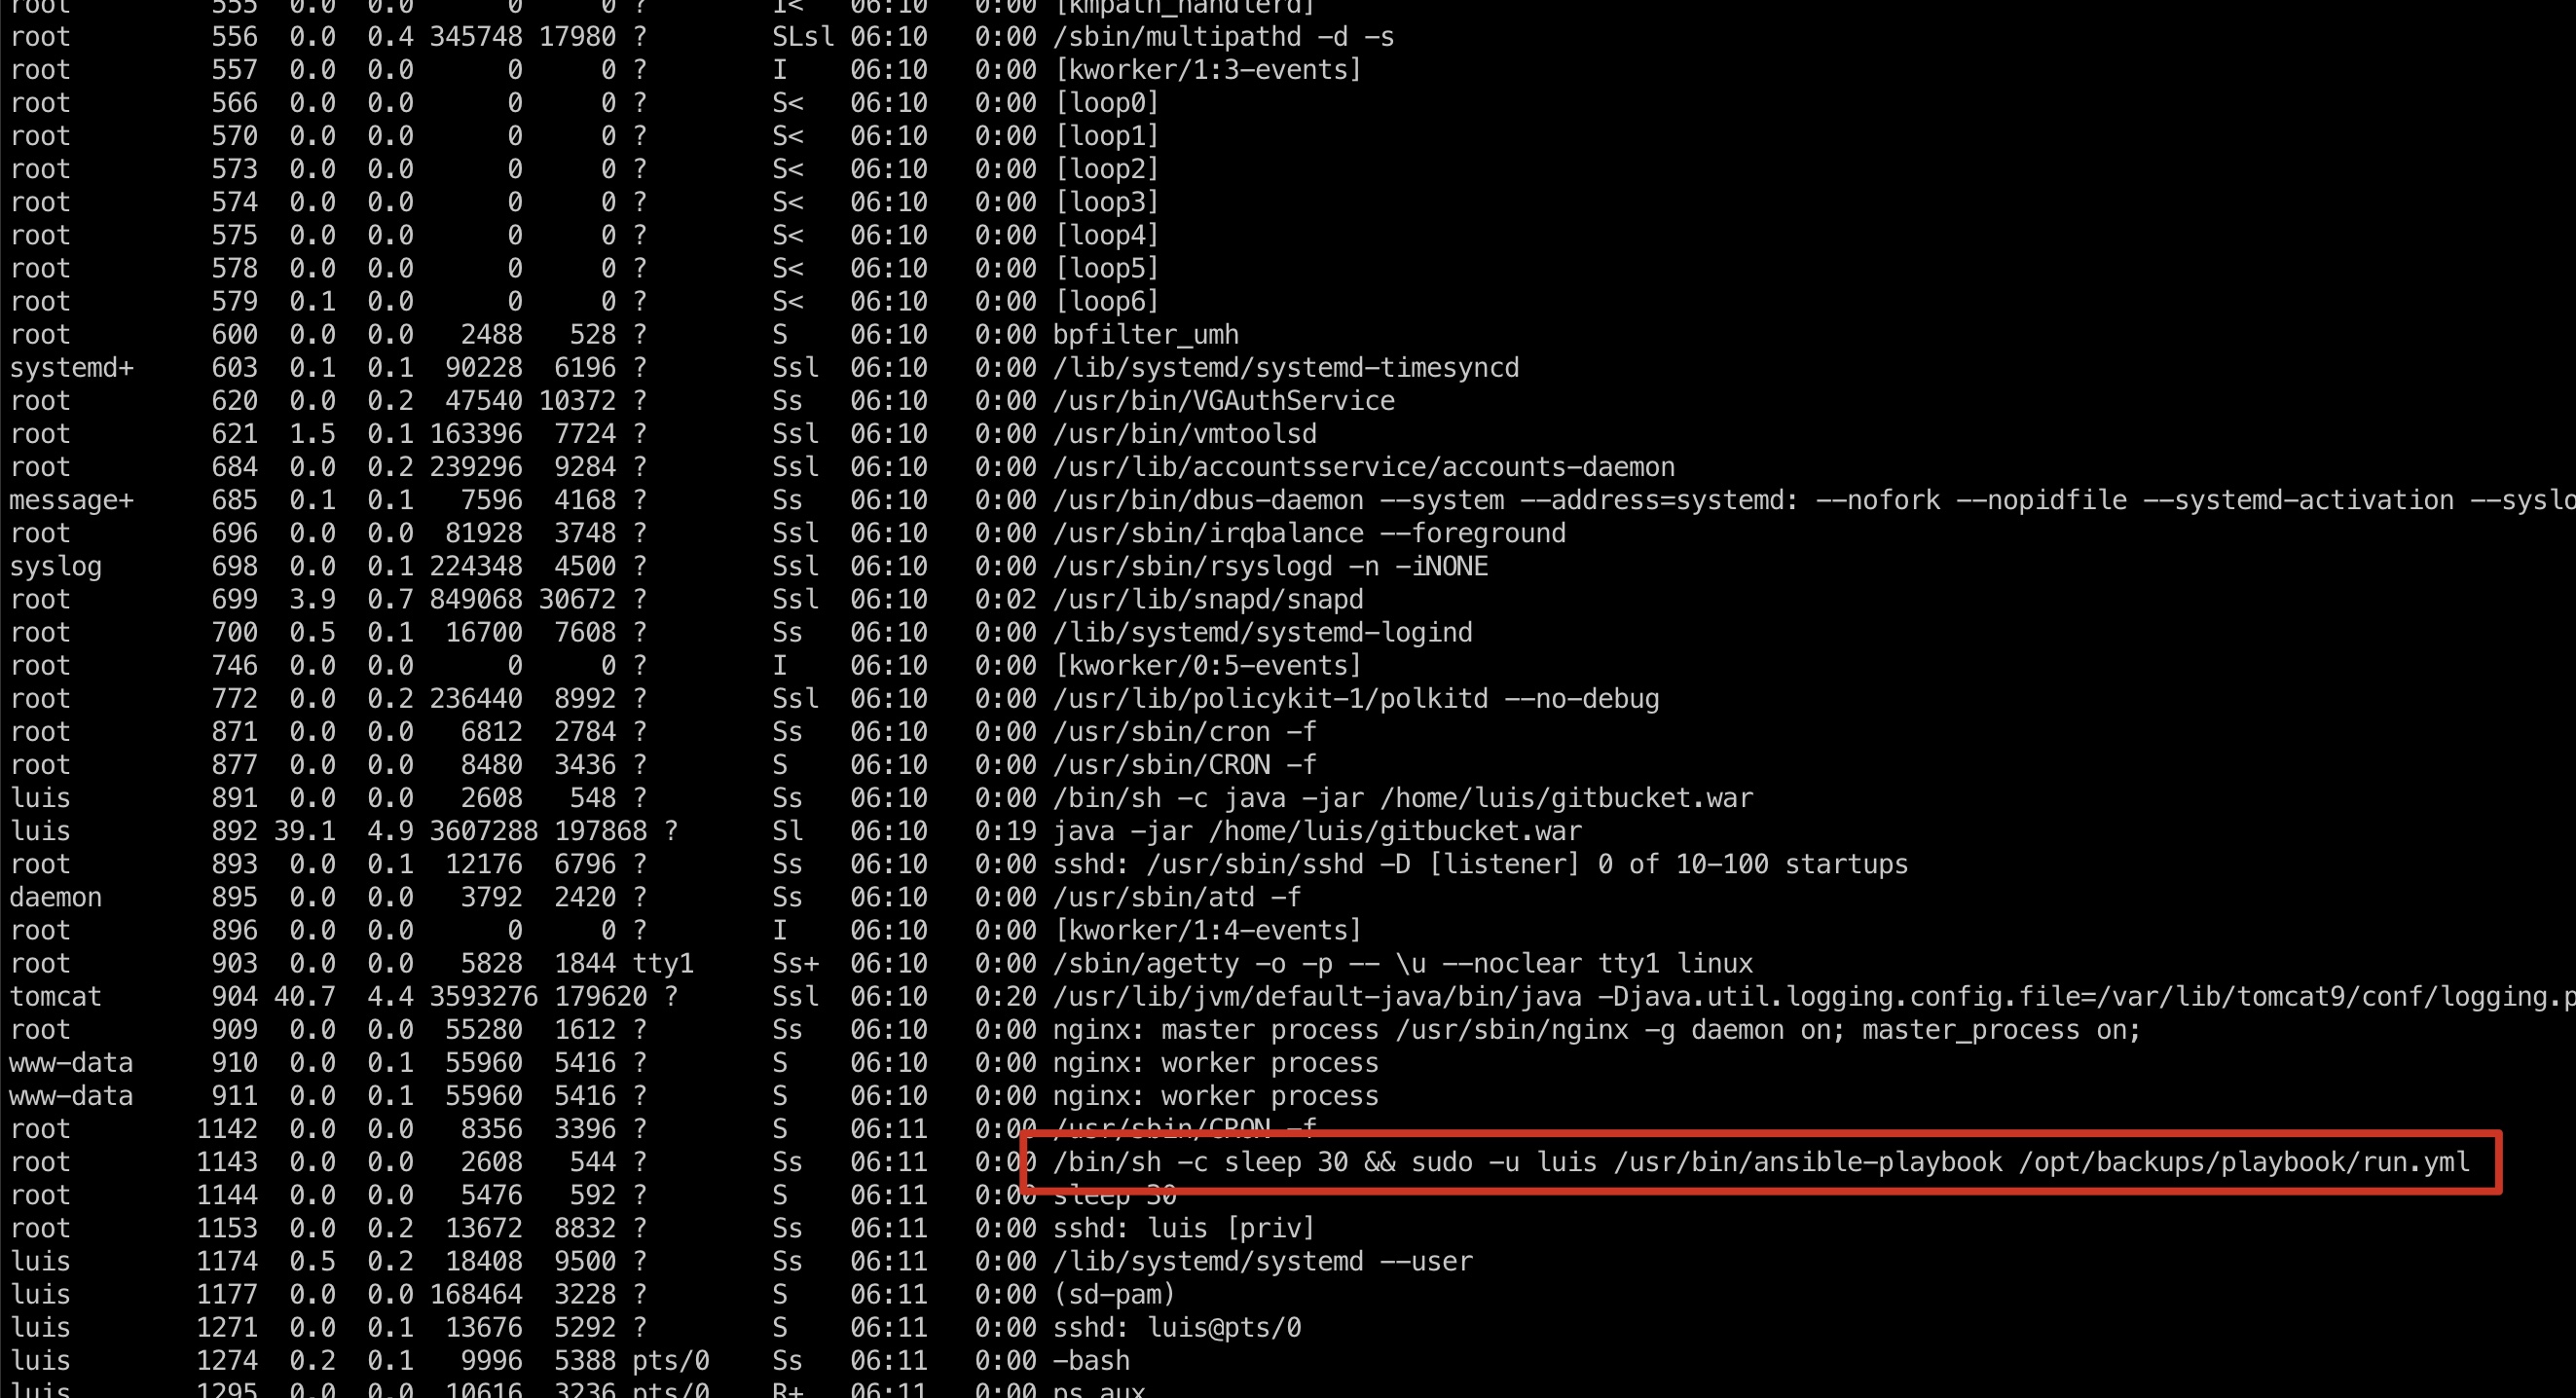 root 555 0.0 0.0 0 0 ? I< 06:10 0:00 [kmpath_handlerd]
root 556 0.0 0.4 345748 17980 ? SLsl 06:10 0:00 /sbin/multipathd -d -s
root 557 0.0 0.0 0 0 ? I 06:10 0:00 [kworker/1:3-events]
root 566 0.0 0.0 0 0 ? S< 06:10 0:00 [loop0]
root 570 0.0 0.0 0 0 ? S< 06:10 0:00 [loop1]
root 573 0.0 0.0 0 0 ? S< 06:10 0:00 [loop2]
root 574 0.0 0.0 0 0 ? S< 06:10 0:00 [loop3]
root 575 0.0 0.0 0 0 ? S< 06:10 0:00 [loop4]
root 578 0.0 0.0 0 0 ? S< 06:10 0:00 [loop5]
root 579 0.1 0.0 0 0 ? S< 06:10 0:00 [loop6]
root 600 0.0 0.0 2488 528 ? S 06:10 0:00 bpfilter_umh
systemd+ 603 0.1 0.1 90228 6196 ? Ssl 06:10 0:00 /lib/systemd/systemd-timesyncd
root 620 0.0 0.2 47540 10372 ? Ss 06:10 0:00 /usr/bin/VGAuthService
root 621 1.5 0.1 163396 7724 ? Ssl 06:10 0:00 /usr/bin/vmtoolsd
root 684 0.0 0.2 239296 9284 ? Ssl 06:10 0:00 /usr/lib/accountsservice/accounts-daemon
message+ 685 0.1 0.1 7596 4168 ? Ss 06:10 0:00 /usr/bin/dbus-daemon --system --address=systemd: --nofork --nopidfile --systemd-activation --syslo
root 696 0.0 0.0 81928 3748 ? Ssl 06:10 0:00 /usr/sbin/irqbalance --foreground
syslog 698 0.0 0.1 224348 4500 ? Ssl 06:10 0:00 /usr/sbin/rsyslogd -n -iNONE
root 699 3.9 0.7 849068 30672 ? Ssl 06:10 0:02 /usr/lib/snapd/snapd
root 700 0.5 0.1 16700 7608 ? Ss 06:10 0:00 /lib/systemd/systemd-logind
root 746 0.0 0.0 0 0 ? I 06:10 0:00 [kworker/0:5-events]
root 772 0.0 0.2 236440 8992 ? Ssl 06:10 0:00 /usr/lib/policykit-1/polkitd --no-debug
root 871 0.0 0.0 6812 2784 ? Ss 06:10 0:00 /usr/sbin/cron -f
root 877 0.0 0.0 8480 3436 ? S 06:10 0:00 /usr/sbin/CRON -f
luis 891 0.0 0.0 2608 548 ? Ss 06:10 0:00 /bin/sh -c java -jar /home/luis/gitbucket.war
luis 892 39.1 4.9 3607288 197868 ? Sl 06:10 0:19 java -jar /home/luis/gitbucket.war
root 893 0.0 0.1 12176 6796 ? Ss 06:10 0:00 sshd: /usr/sbin/sshd -D [listener] 0 of 10-100 startups
daemon 895 0.0 0.0 3792 2420 ? Ss 06:10 0:00 /usr/sbin/atd -f
root 896 0.0 0.0 0 0 ? I 06:10 0:00 [kworker/1:4-events]
root 903 0.0 0.0 5828 1844 tty1 Ss+ 06:10 0:00 /sbin/agetty -o -p -- \u --noclear tty1 linux
tomcat 904 40.7 4.4 3593276 179620 ? Ssl 06:10 0:20 /usr/lib/jvm/default-java/bin/java -Djava.util.logging.config.file=/var/lib/tomcat9/conf/logging.p
root 909 0.0 0.0 55280 1612 ? Ss 06:10 0:00 nginx: master process /usr/sbin/nginx -g daemon on; master_process on;
www-data 910 0.0 0.1 55960 5416 ? S 06:10 0:00 nginx: worker process
www-data 911 0.0 0.1 55960 5416 ? S 06:10 0:00 nginx: worker process
root 1142 0.0 0.0 8356 3396 ? S 06:11 0:00 /usr/sbin/CRON -f
root 1143 0.0 0.0 2608 544 ? Ss 06:11 0:00 /bin/sh -c sleep 30 && sudo -u luis /usr/bin/ansible-playbook /opt/backups/playbook/run.yml
root 1144 0.0 0.0 5476 592 ? S 06:11 0:00 sleep 30
root 1153 0.0 0.2 13672 8832 ? Ss 06:11 0:00 sshd: luis [priv]
luis 1174 0.5 0.2 18408 9500 ? Ss 06:11 0:00 /lib/systemd/systemd --user
luis 1177 0.0 0.0 168464 3228 ? S 06:11 0:00 (sd-pam)
luis 1271 0.0 0.1 13676 5292 ? S 06:11 0:00 sshd: luis@pts/0
luis 1274 0.2 0.1 9996 5388 pts/0 Ss 06:11 0:00 -bash
luis 1295 0.0 0.0 10616 3236 pts/0 R+ 06:11 0:00 ps aux